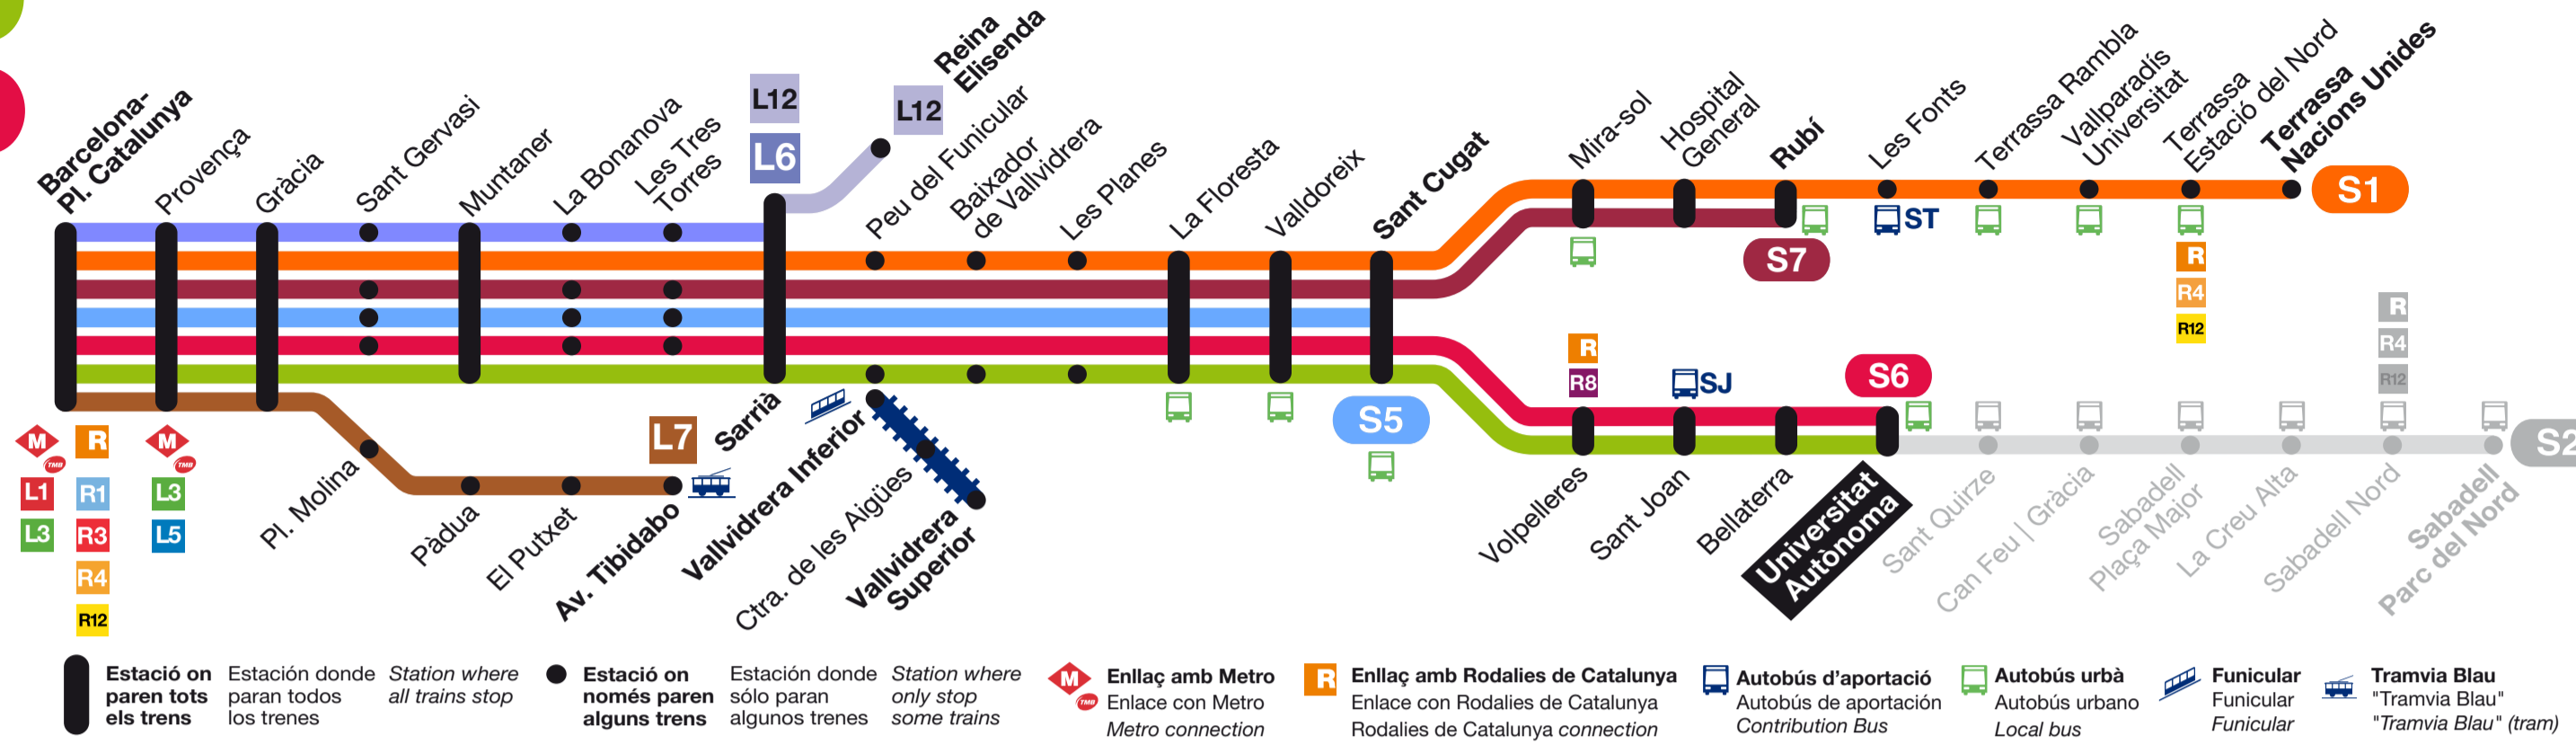 Barcelona-
Pl. Catalunya
Provença
Gràcia
Sant Gervasi
Muntaner
La Bonanova
Les Tres
Torres
L12
L6
L12
Reina
Elisenda
Peu del Funicular
Baixador
de Vallvidrera
Les Planes
La Floresta
Valldoreix
Sant Cugat
Mira-sol
Hospital
General
Rubí
Les Fonts
Terrassa Rambla
Vallparadís
Universitat
Terrassa
Estació del Nord
Terrassa
Nacions Unides
S1
ST
S7
R
R4
R12
R
R4
R12
R
R8
SJ
S6
S5
S2
M
TMB
L1
L3
R
R1
R3
R4
R12
M
TMB
L3
L5
Pl. Molina
Pàdua
El Putxet
Av. Tibidabo
L7
Sarrià
Vallvidrera Inferior
Ctra. de les Aigües
Vallvidrera
Superior
Volpelleres
Sant Joan
Bellaterra
Universitat
Autònoma
Sant Quirze
Can Feu | Gràcia
Sabadell
Plaça Major
La Creu Alta
Sabadell Nord
Sabadell
Parc del Nord
Estació on
paren tots
els trens
Estación donde
paran todos
los trenes
Station where
all trains stop
Estació on
només paren
alguns trens
Estación donde
sólo paran
algunos trenes
Station where
only stop
some trains
M
TMB
Enllaç amb Metro
Enlace con Metro
Metro connection
R
Enllaç amb Rodalies de Catalunya
Enlace con Rodalies de Catalunya
Rodalies de Catalunya connection
Autobús d'aportació
Autobús de aportación
Contribution Bus
Autobús urbà
Autobús urbano
Local bus
Funicular
Funicular
Funicular
Tramvia Blau
"Tramvia Blau"
"Tramvia Blau" (tram)